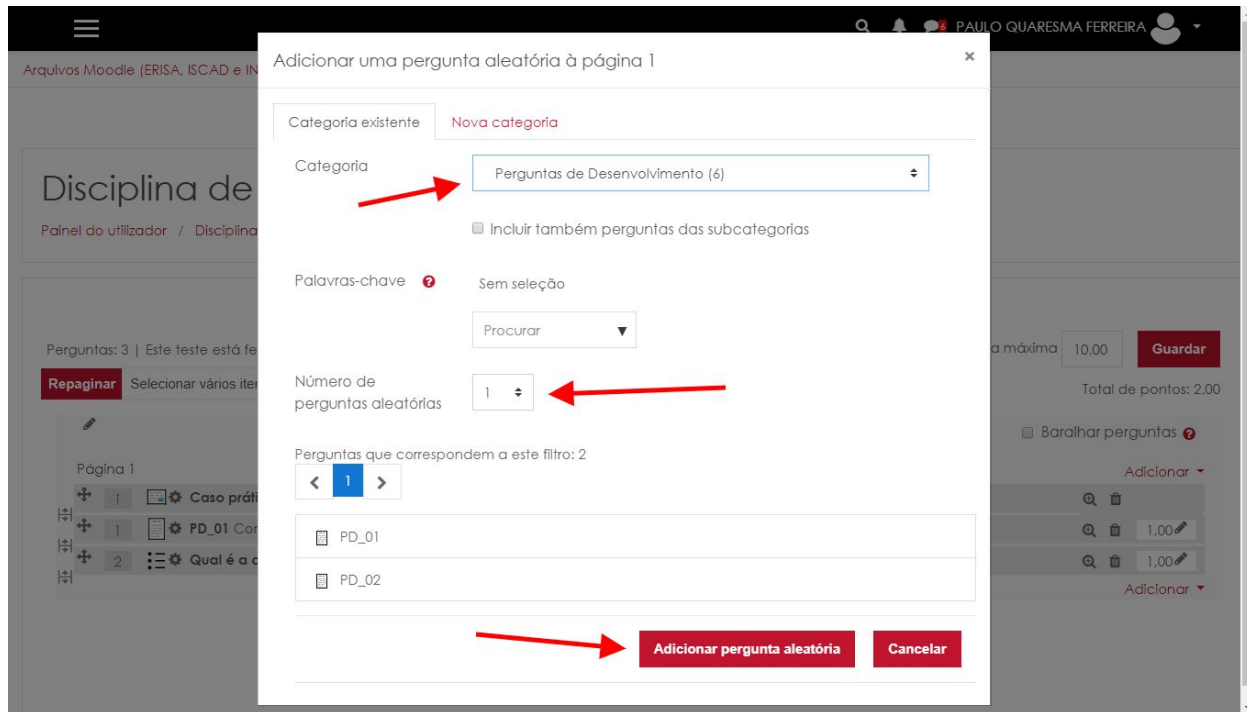 6 PAULO QUARESMA FERREIRA
Arquivos Moodle (ERISA, ISCAD e IN
Adicionar uma pergunta aleatória à página 1
×
Categoria existente
Nova categoria
Categoria
Perguntas de Desenvolvimento (6)
Incluir também perguntas das subcategorias
Palavras-chave
Sem seleção
Procurar
Número de
perguntas aleatórias
1
Perguntas que correspondem a este filtro: 2
1
PD_01
PD_02
Adicionar pergunta aleatória
Cancelar
Disciplina de
Painel do utilizador / Disciplina
Perguntas: 3 | Este teste está fe
a máxima 10,00 Guardar
Repaginar Selecionar vários iter
Total de pontos: 2,00
Baralhar perguntas
Página 1
Adicionar
i Caso práti
1 PD_01 Con
1,00
2 Qual é a c
1,00
Adicionar